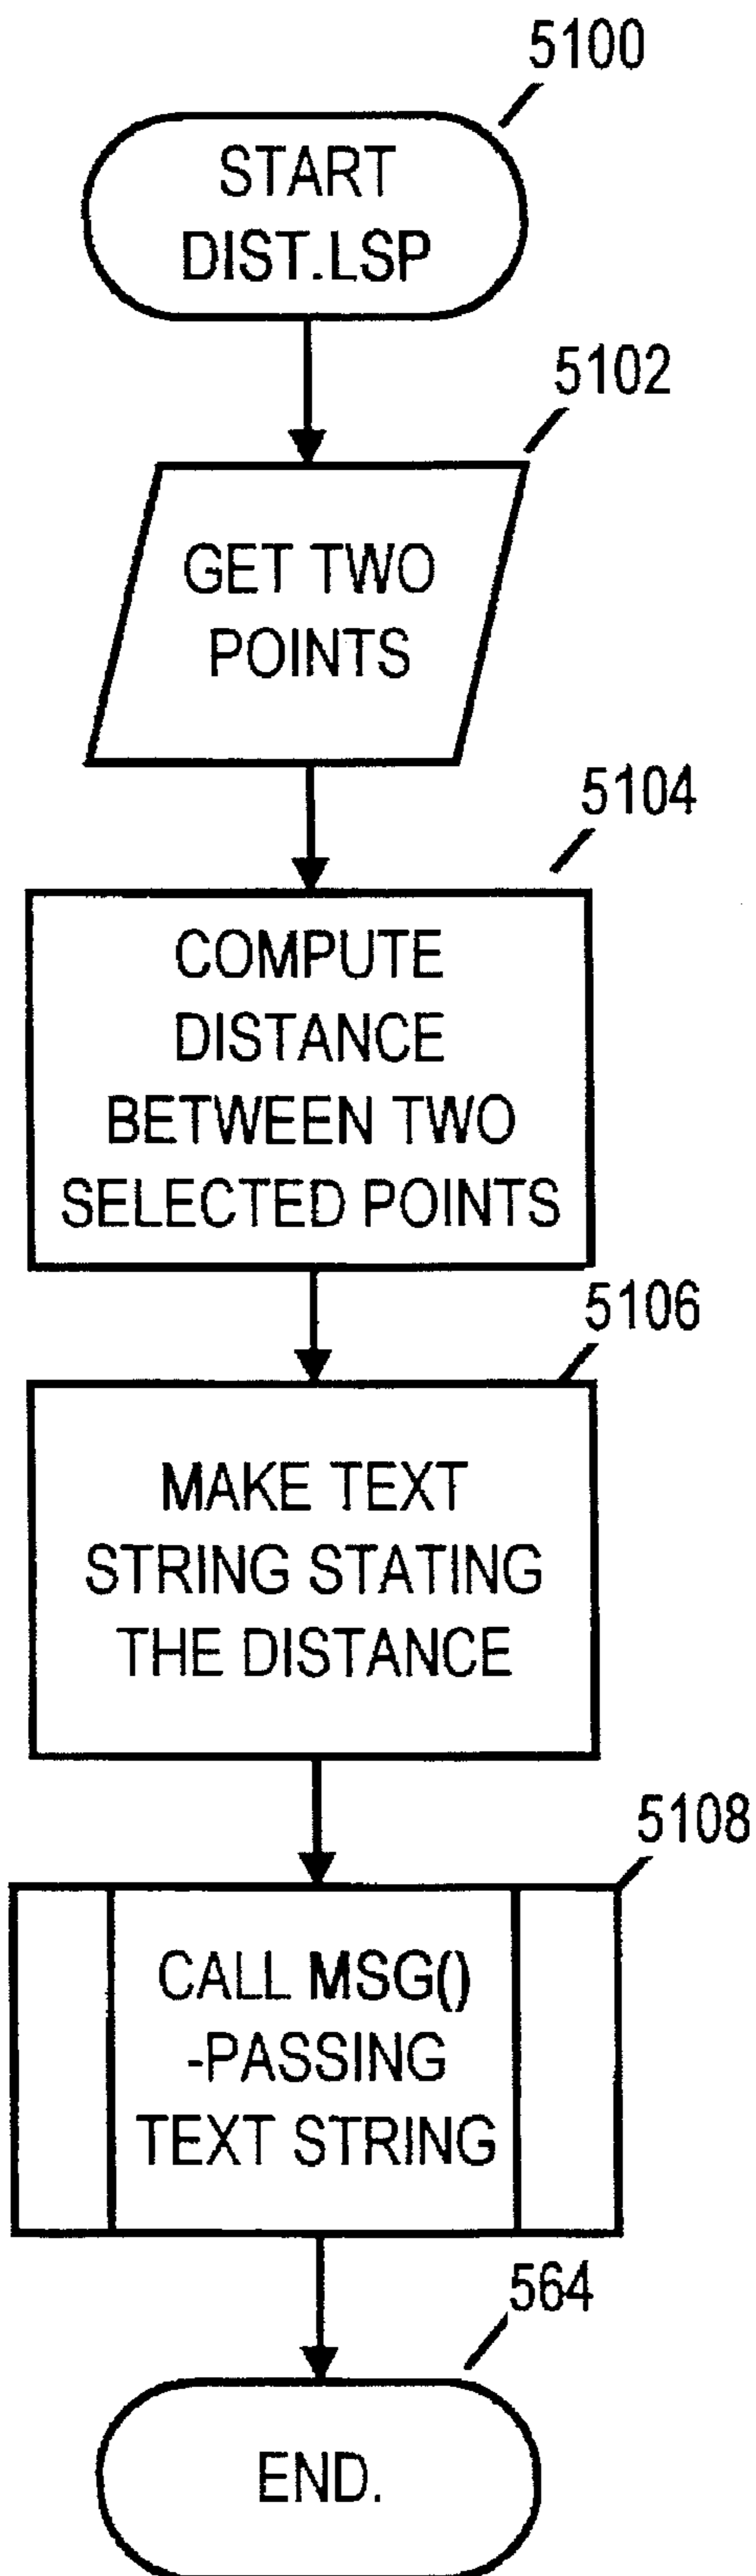 5100
START
DIST.LSP
5102
GET TWO
POINTS
5104
COMPUTE
DISTANCE
BETWEEN TWO
SELECTED POINTS
5106
MAKE TEXT
STRING STATING
THE DISTANCE
5108
CALL MSG()
-PASSING
TEXT STRING
564
END.